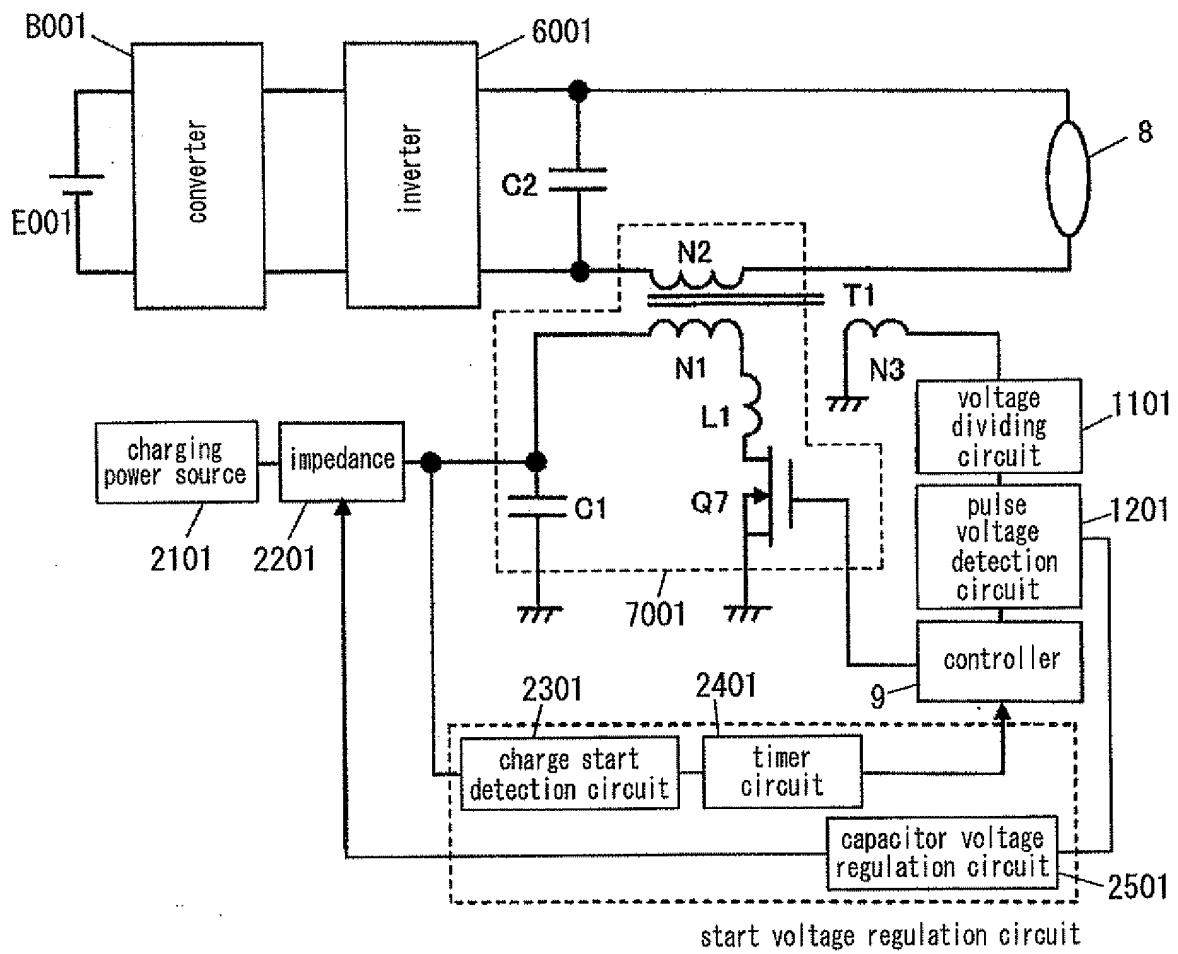 B001
6001
converter
inverter
E001
C2
8
N2
T1
N1
N3
L1
voltage
dividing
circuit
1101
charging
power source
impedance
C1
Q7
pulse
voltage
detection
circuit
1201
2101
2201
7001
controller
9
2301
2401
charge start
detection circuit
timer
circuit
capacitor voltage
regulation circuit
2501
start voltage regulation circuit